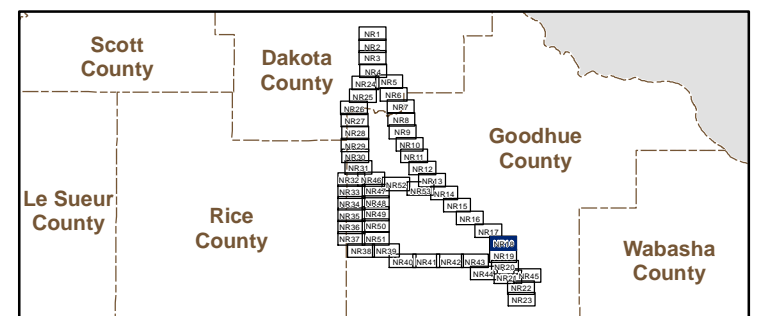 Scott
County
Dakota
County
Goodhue
County
Le Sueur
County
Rice
County
Wabasha
County
NR1
NR2
NR3
NR4
NR24
NR5
NR25
NR6
NR26
NR7
NR27
NR8
NR28
NR9
NR29
NR10
NR30
NR11
NR31
NR12
NR32
NR46
NR52
NR13
NR33
NR47
NR53
NR14
NR34
NR48
NR15
NR35
NR49
NR16
NR36
NR50
NR17
NR37
NR51
NR18
NR38
NR39
NR19
NR40
NR41
NR42
NR43
NR20
NR44
NR21
NR45
NR22
NR23